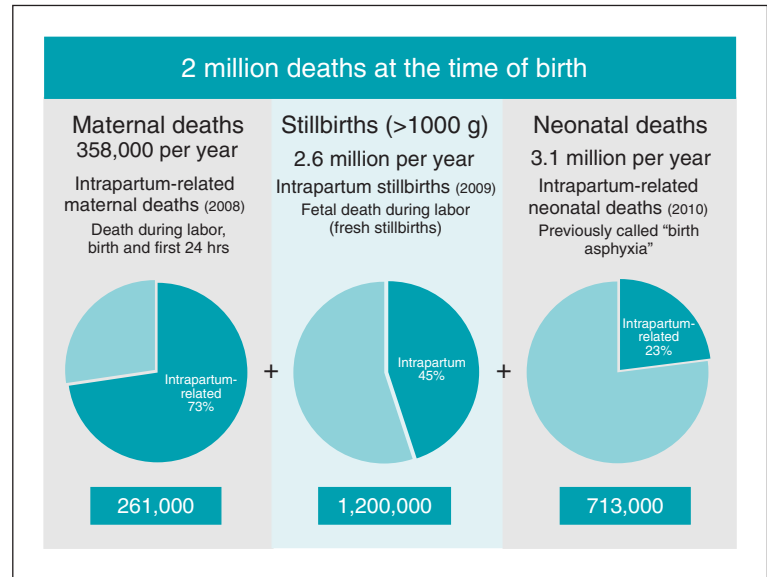 2 million deaths at the time of birth
Maternal deaths
358,000 per year
Intrapartum-related
maternal deaths (2008)
Death during labor,
birth and first 24 hrs
Intrapartum-
related
73%
261,000
+
Stillbirths (>1000 g)
2.6 million per year
Intrapartum stillbirths (2009)
Fetal death during labor
(fresh stillbirths)
Intrapartum
45%
1,200,000
+
Neonatal deaths
3.1 million per year
Intrapartum-related
neonatal deaths (2010)
Previously called “birth
asphyxia”
Intrapartum-
related
23%
713,000